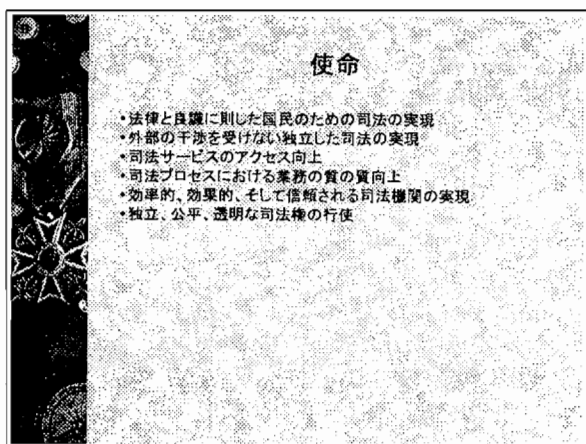 使命
・法律と良識に則した国民のための司法の実現
・外部の干渉を受けない独立した司法の実現
・司法サービスのアクセス向上
・司法プロセスにおける業務の質の質向上
・効率的、効果的、そして信頼される司法機関の実現
・独立、公平、透明な司法権の行使